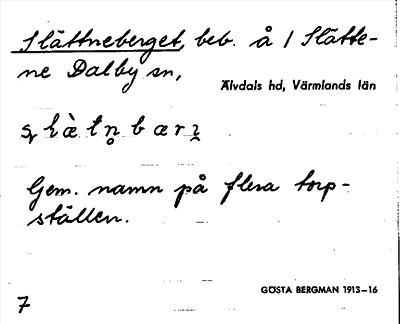 Slättneberget, beb. å / Slätte-
ne Dalby sn,
Älvdals hd, Värmlands län
Gem. namn på flera torp-
ställen.
GÖSTA BERGMAN 1913–16
7